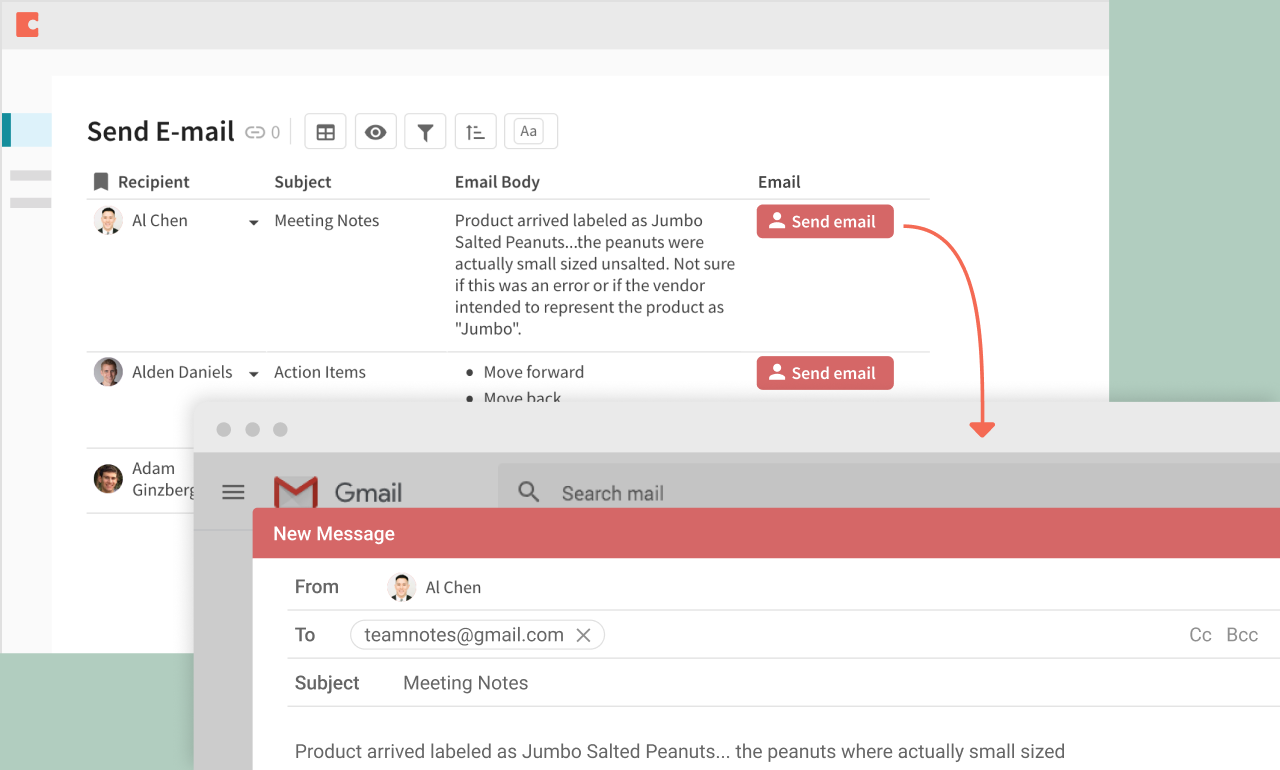 Send E-mail 0 Aa
Recipient Subject Email Body Email
Al Chen Meeting Notes Product arrived labeled as Jumbo Send email
Salted Peanuts...the peanuts were
actually small sized unsalted. Not sure
if this was an error or if the vendor
intended to represent the product as
"Jumbo".
Alden Daniels Action Items • Move forward Send email
• Move back
Adam
Ginzberg
Gmail Search mail
New Message
From Al Chen
To teamnotes@gmail.com Cc Bcc
Subject Meeting Notes
Product arrived labeled as Jumbo Salted Peanuts... the peanuts where actually small sized